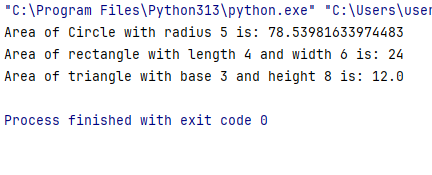 "C:\Program Files\Python313\python.exe" "C:\Users\user
Area of Circle with radius 5 is: 78.53981633974483
Area of rectangle with length 4 and width 6 is: 24
Area of triangle with base 3 and height 8 is: 12.0
Process finished with exit code 0